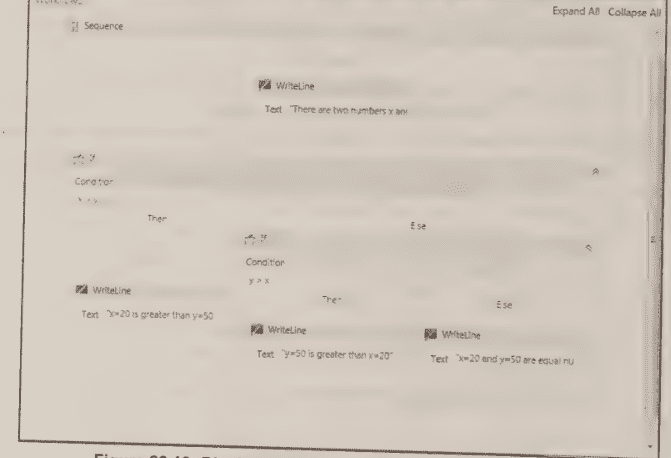 Expand All Collapse All
Sequence
WriteLine
Text "There are two numbers x an
If
Condition
x > y
Then
Else
If
Condition
y > x
Then
Else
WriteLine
Text "x=20 is greater than y=50
WriteLine
Text "y=50 is greater than x=20"
WriteLine
Text "x=20 and y=50 are equal nu